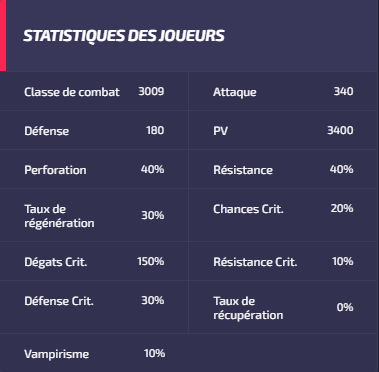 STATISTIQUES DES JOUEURS
Classe de combat 3009
Attaque 340
Défense 180
PV 3400
Perforation 40%
Résistance 40%
Taux de
régénération 30%
Chances Crit. 20%
Dégats Crit. 150%
Résistance Crit. 10%
Défense Crit. 30%
Taux de
récupération 0%
Vampirisme 10%